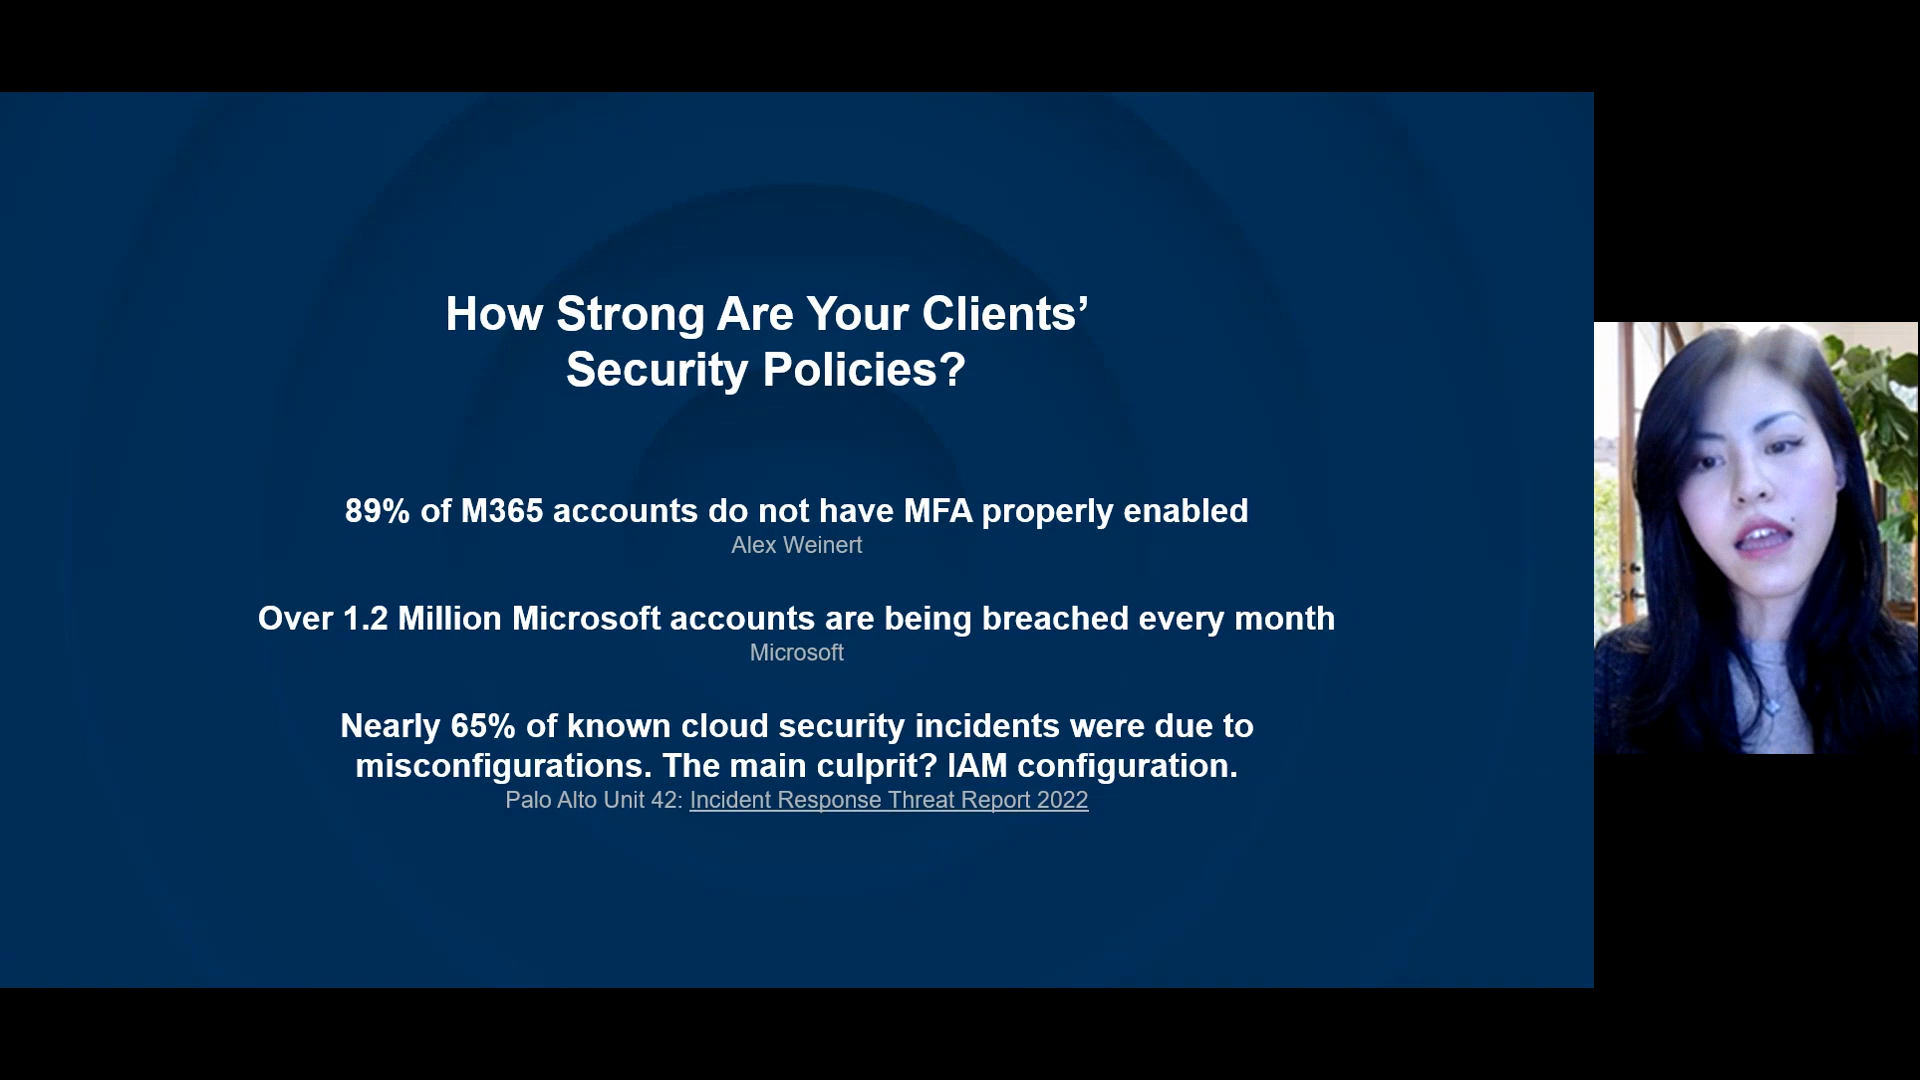 How Strong Are Your Clients’
Security Policies?
89% of M365 accounts do not have MFA properly enabled
Alex Weinert
Over 1.2 Million Microsoft accounts are being breached every month
Microsoft
Nearly 65% of known cloud security incidents were due to
misconfigurations. The main culprit? IAM configuration.
Palo Alto Unit 42: Incident Response Threat Report 2022